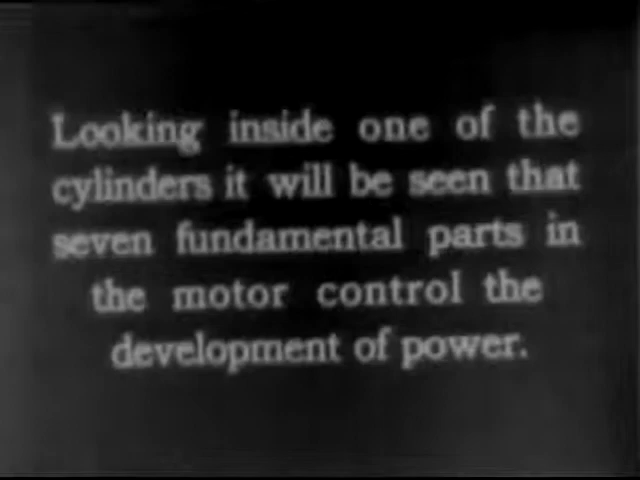 Looking inside one of the
cylinders it will be seen that
seven fundamental parts in
the motor control the
development of power.